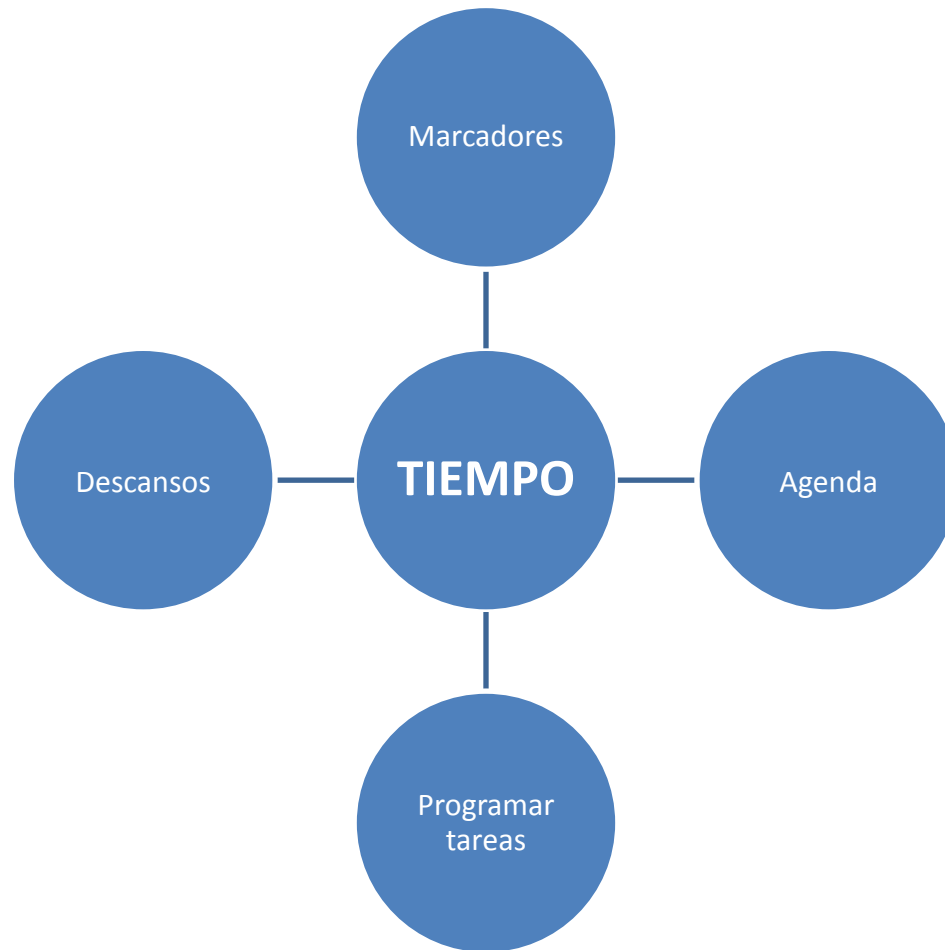 Marcadores
Descansos
TIEMPO
Agenda
Programar
tareas